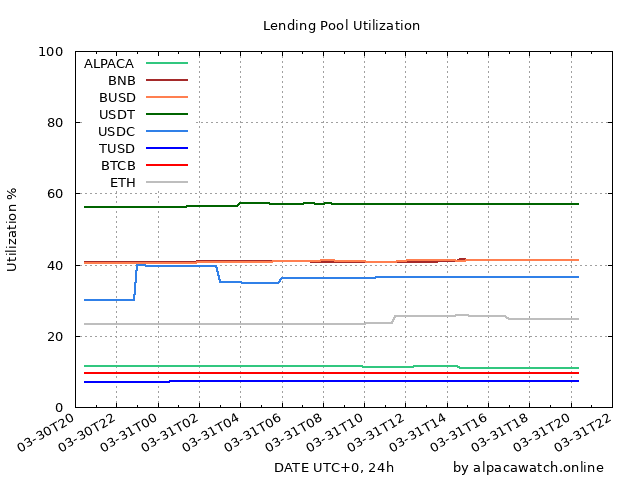 Lending Pool Utilization
Utilization %
100
80
60
40
20
0
ALPACA
BNB
BUSD
USDT
USDC
TUSD
BTCB
ETH
03-30T20
03-30T22
03-31T00
03-31T02
03-31T04
03-31T06
03-31T08
03-31T10
03-31T12
03-31T14
03-31T16
03-31T18
03-31T20
03-31T22
DATE UTC+0, 24h
by alpacawatch.online